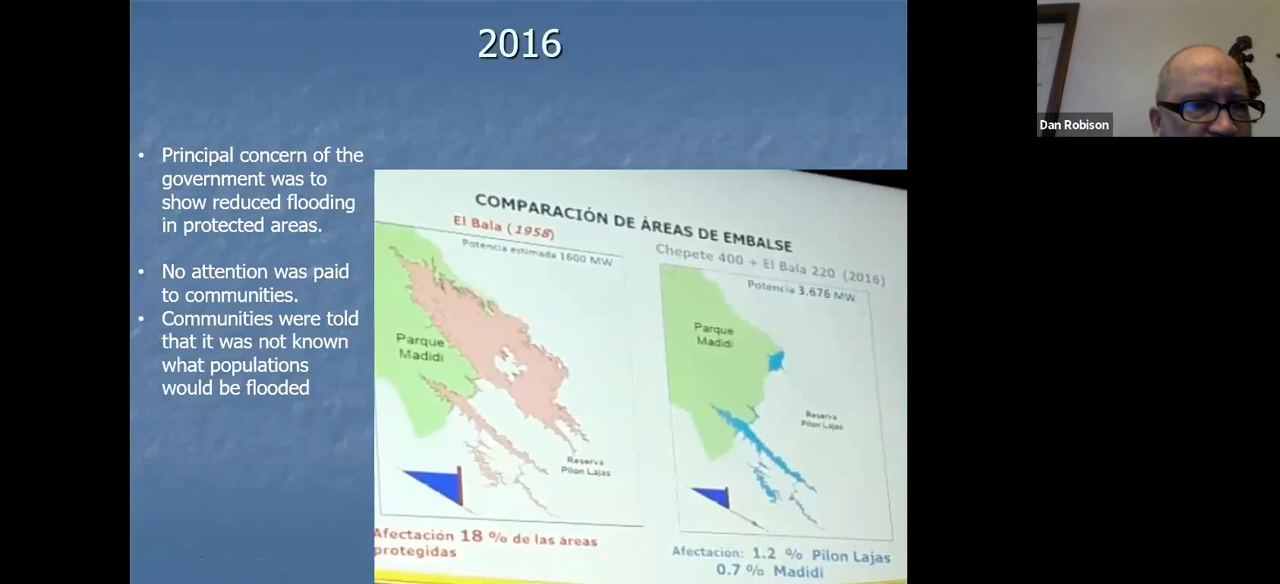 2016
• Principal concern of the
government was to
show reduced flooding
in protected areas.
• No attention was paid
to communities.
• Communities were told
that it was not known
what populations
would be flooded
COMPARACIÓN DE ÁREAS DE EMBALSE
El Bala (1958)
Potencia estimada 1600 MW
Parque
Madidi
Reserva
Pilon Lajas
Afectación 18 % de las áreas
protegidas
Chepete 400 + El Bala 220 (2016)
Potencia 3.676 MW
Parque
Madidi
Reserva
Pilon Lajas
Afectacion: 1.2 % Pilon Lajas
0.7 % Madidi
Dan Robison